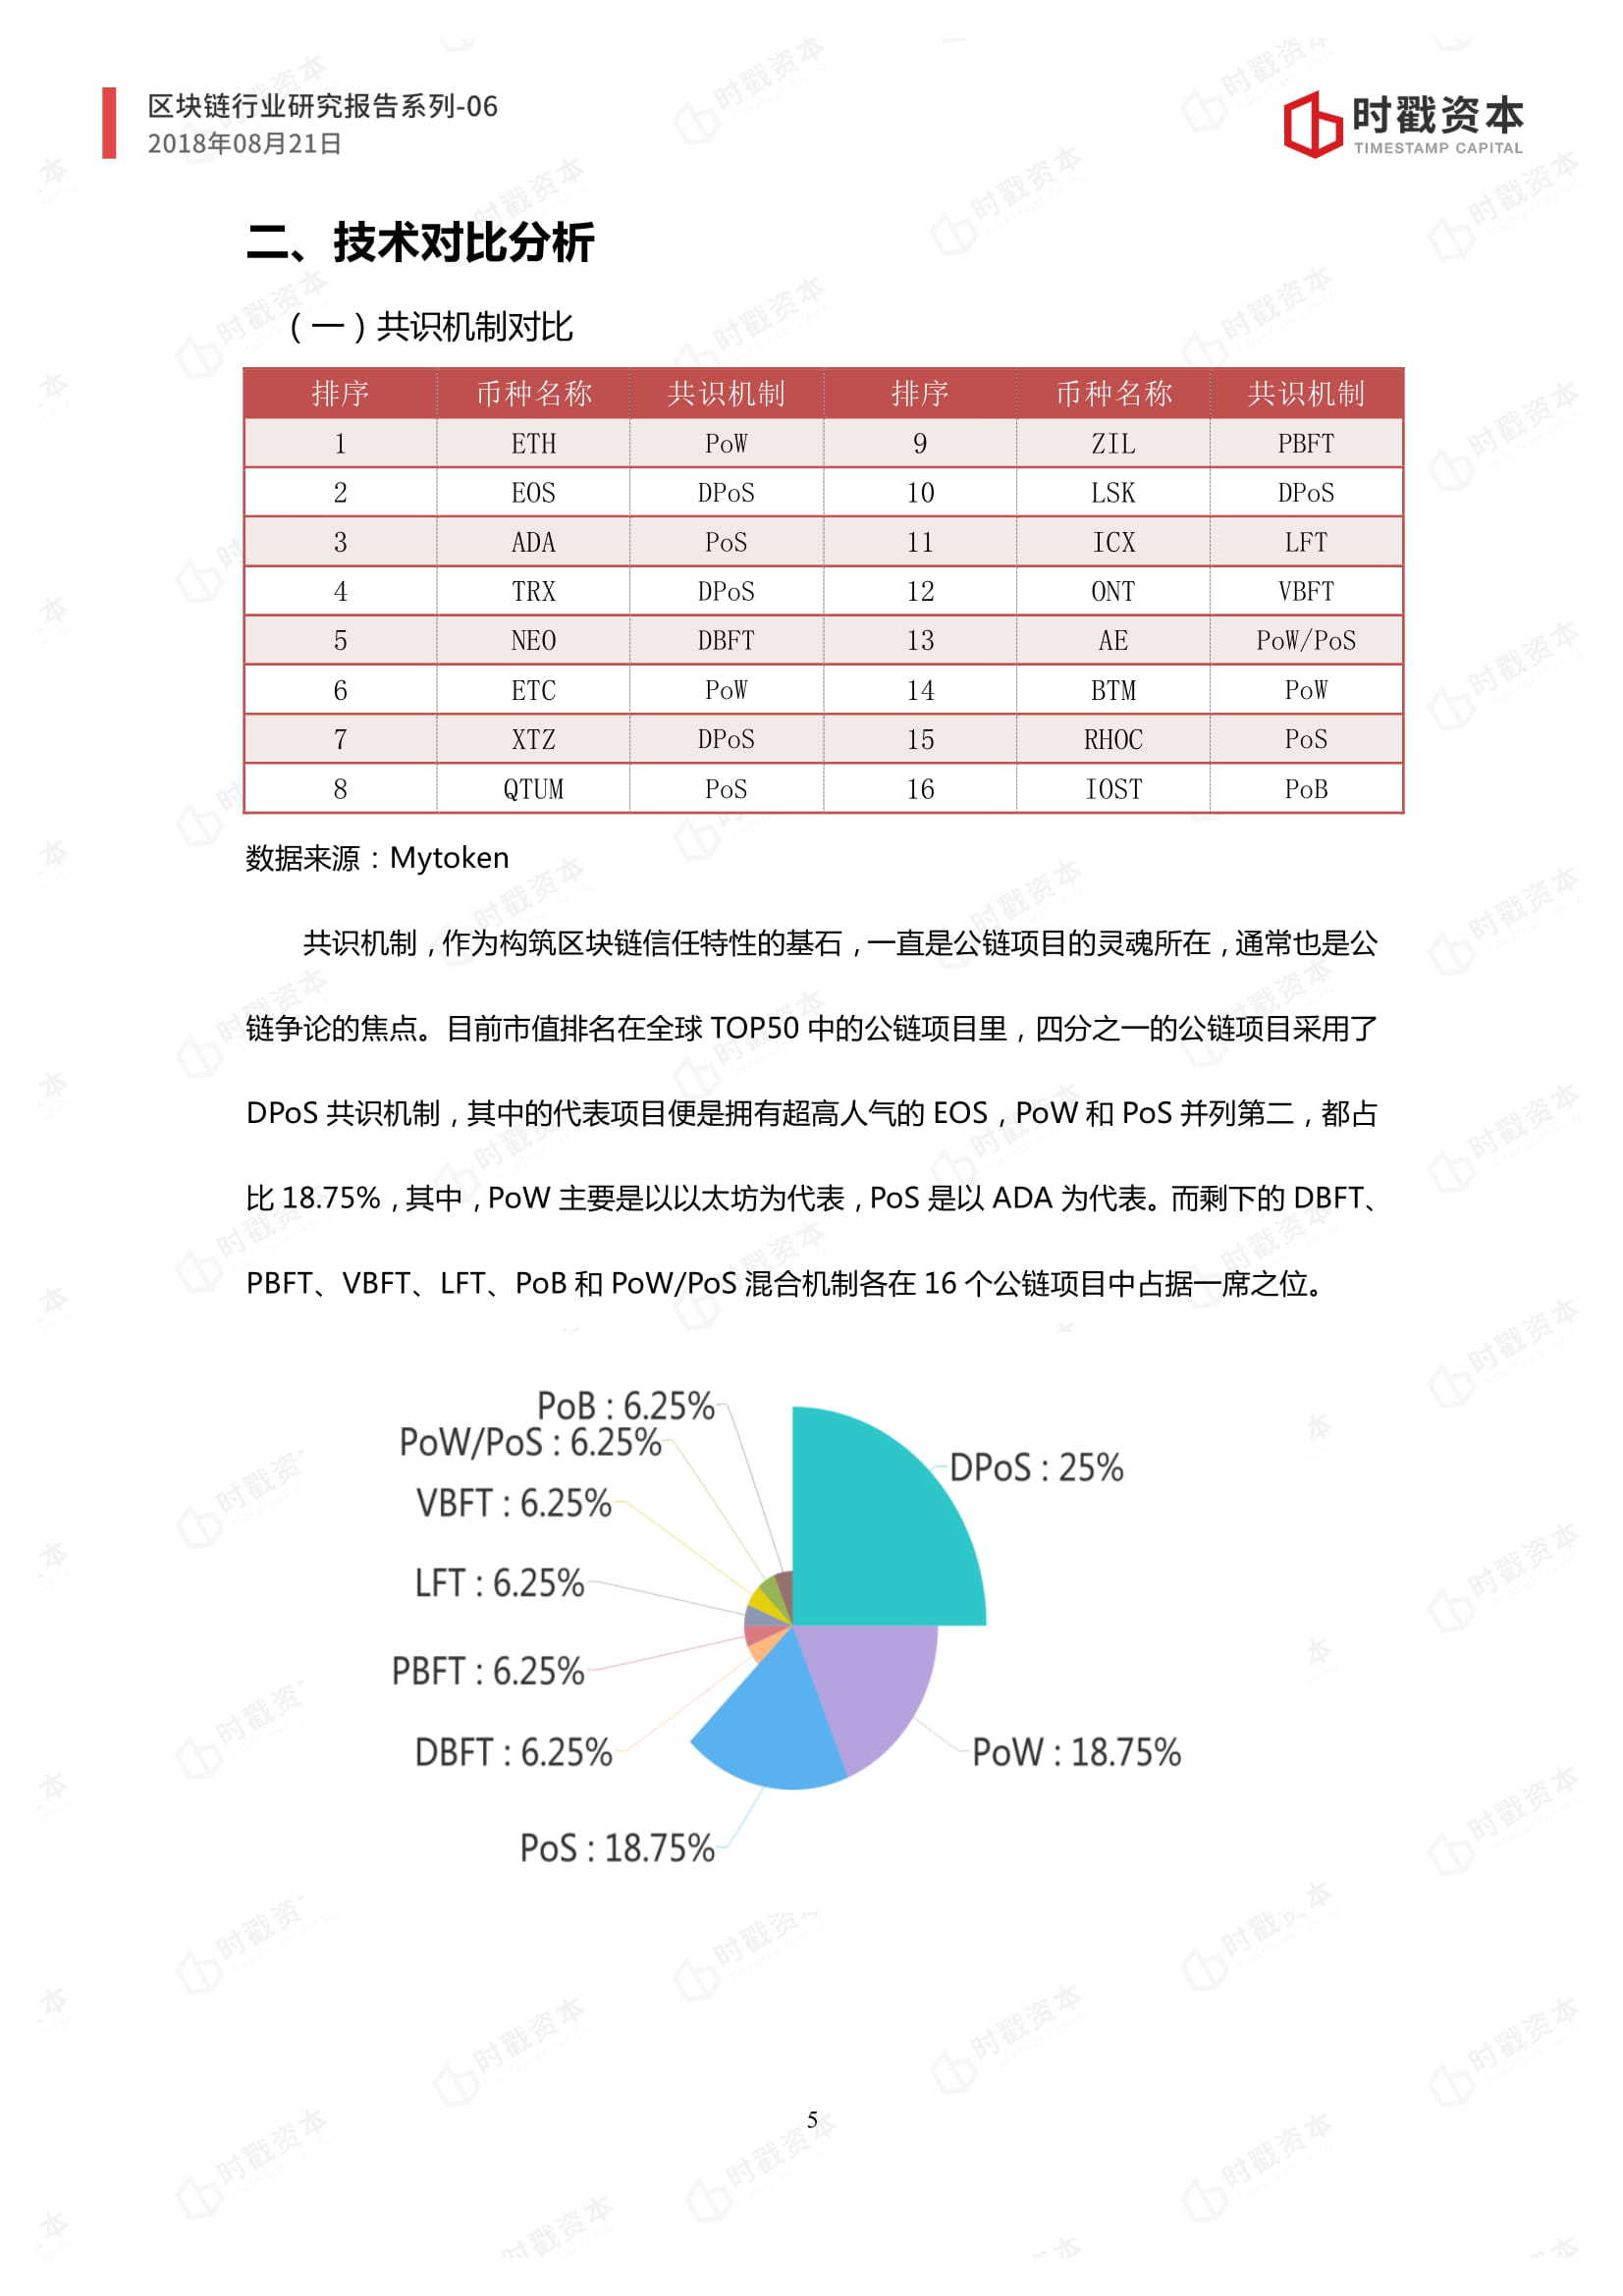 区块链行业研究报告系列-06
2018年08月21日
时戳资本
TIMESTAMP CAPITAL
二、技术对比分析
（一）共识机制对比
排序 币种名称 共识机制 排序 币种名称 共识机制
1 ETH PoW 9 ZIL PBFT
2 EOS DPoS 10 LSK DPoS
3 ADA PoS 11 ICX LFT
4 TRX DPoS 12 ONT VBFT
5 NEO DBFT 13 AE PoW/PoS
6 ETC PoW 14 BTM PoW
7 XTZ DPoS 15 RHOC PoS
8 QTUM PoS 16 IOST PoB
数据来源：Mytoken
共识机制，作为构筑区块链信任特性的基石，一直是公链项目的灵魂所在，通常也是公
链争论的焦点。目前市值排名在全球 TOP50 中的公链项目里，四分之一的公链项目采用了
DPoS 共识机制，其中的代表项目便是拥有超高人气的 EOS，PoW 和 PoS 并列第二，都占
比 18.75%，其中，PoW 主要是以以太坊为代表，PoS 是以 ADA 为代表。而剩下的 DBFT、
PBFT、VBFT、LFT、PoB 和 PoW/PoS 混合机制各在 16 个公链项目中占据一席之位。
PoB : 6.25%
PoW/PoS : 6.25%
DPoS : 25%
VBFT : 6.25%
LFT : 6.25%
PBFT : 6.25%
DBFT : 6.25%
PoW : 18.75%
PoS : 18.75%
5